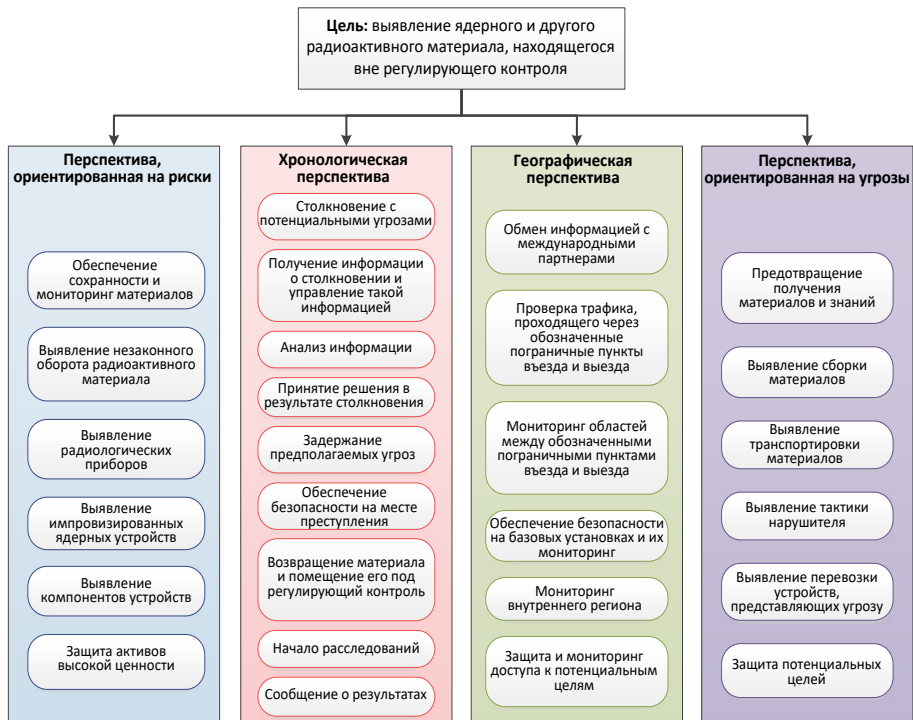 Цель: выявление ядерного и другого
радиоактивного материала, находящегося
вне регулирующего контроля
Перспектива,
ориентированная на риски
Обеспечение
сохранности и
мониторинг материалов
Выявление незаконного
оборота радиоактивного
материала
Выявление
радиологических
приборов
Выявление
импровизированных
ядерных устройств
Выявление
компонентов устройств
Защита активов
высокой ценности
Хронологическая
перспектива
Столкновение с
потенциальными угрозами
Получение информации
о столкновении и
управление такой
информацией
Анализ информации
Принятие решения в
результате столкновения
Задержание
предполагаемых угроз
Обеспечение
безопасности на месте
преступления
Возвращение материала
и помещение его под
регулирующий контроль
Начало расследований
Сообщение о результатах
Географическая
перспектива
Обмен информацией с
международными
партнерами
Проверка трафика,
проходящего через
обозначенные
пограничные пункты
въезда и выезда
Мониторинг областей
между обозначенными
пограничными пунктами
въезда и выезда
Обеспечение безопасности
на базовых установках и их
мониторинг
Мониторинг
внутреннего региона
Защита и мониторинг
доступа к потенциальным
целям
Перспектива,
ориентированная на угрозы
Предотвращение
получения
материалов и знаний
Выявление сборки
материалов
Выявление
транспортировки
материалов
Выявление тактики
нарушителя
Выявление перевозки
устройств,
представляющих угрозу
Защита потенциальных
целей